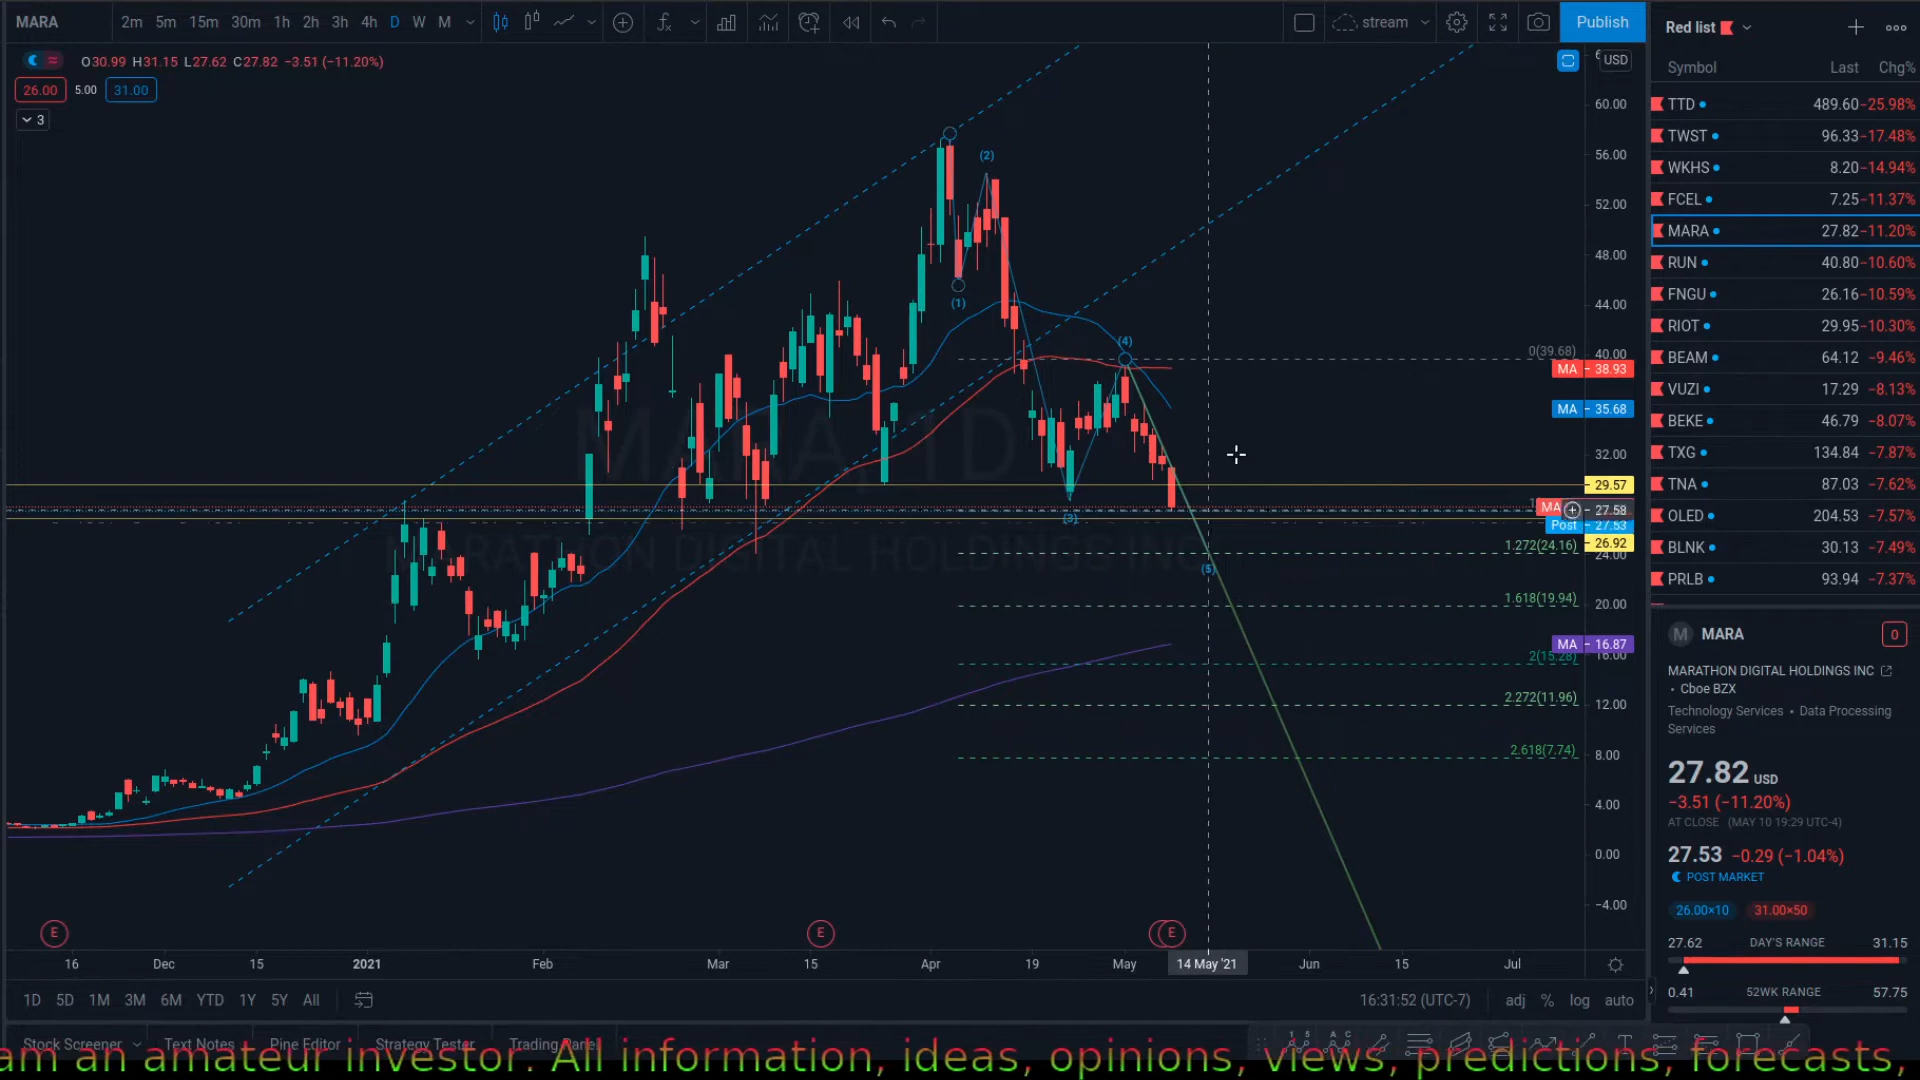 MARA 2m 5m 15m 30m 1h 2h 3h 4h D W M stream Publish
O30.99 H31.15 L27.62 C27.82 −3.51 (−11.20%)
26.00 5.00 31.00
3
MARA, 1D
MARATHON DIGITAL HOLDINGS INC
(1)
(2)
(3)
(4)
(5)
0(39.68)
1.272(24.16)
1.618(19.94)
2(15.28)
2.272(11.96)
2.618(7.74)
USD
60.00
56.00
52.00
48.00
44.00
40.00
MA 38.93
MA 35.68
32.00
29.57
MA 27.58
Post 27.53
26.92
24.00
20.00
MA 16.87
16.00
12.00
8.00
4.00
0.00
−4.00
E E E
16 Dec 15 2021 Feb Mar 15 Apr 19 May 14 May '21 Jun 15 Jul
1D 5D 1M 3M 6M YTD 1Y 5Y All 16:31:52 (UTC-7) adj % log auto
Stock Screener Text Notes Pine Editor Strategy Tester Trading Panel
Red list
Symbol Last Chg%
TTD 489.60 −25.98%
TWST 96.33 −17.48%
WKHS 8.20 −14.94%
FCEL 7.25 −11.37%
MARA 27.82 −11.20%
RUN 40.80 −10.60%
FNGU 26.16 −10.59%
RIOT 29.95 −10.30%
BEAM 64.12 −9.46%
VUZI 17.29 −8.13%
BEKE 46.79 −8.07%
TXG 134.84 −7.87%
TNA 87.03 −7.62%
OLED 204.53 −7.57%
BLNK 30.13 −7.49%
PRLB 93.94 −7.37%
M MARA 0
MARATHON DIGITAL HOLDINGS INC
• Cboe BZX
Technology Services • Data Processing
Services
27.82 USD
−3.51 (−11.20%)
AT CLOSE (MAY 10 19:29 UTC-4)
27.53 −0.29 (−1.04%)
POST MARKET
26.00×10 31.00×50
27.62 DAY'S RANGE 31.15
0.41 52WK RANGE 57.75
am an amateur investor. All information, ideas, opinions, views, predictions, forecasts,